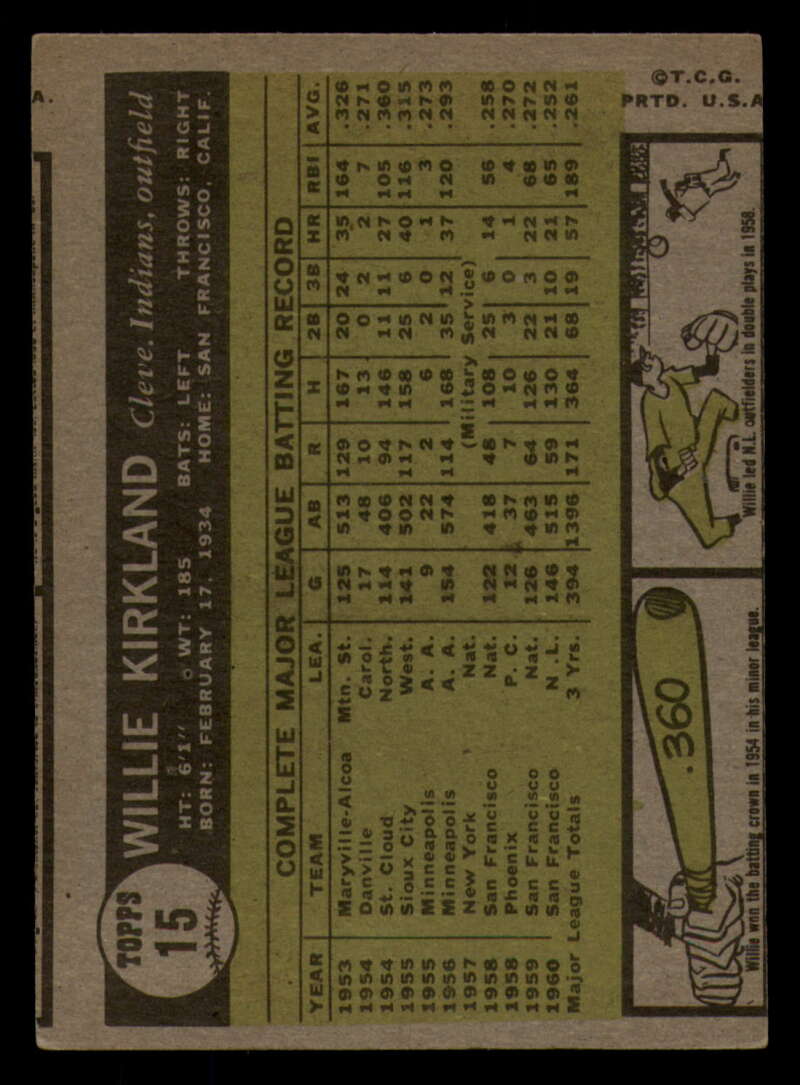 TOPPS
15
WILLIE KIRKLAND Cleve. Indians, outfield
HT: 6'1" WT: 185 BATS: LEFT THROWS: RIGHT
BORN: FEBRUARY 17, 1934 HOME: SAN FRANCISCO, CALIF.
COMPLETE MAJOR LEAGUE BATTING RECORD
YEAR TEAM LEA. G AB R H 2B 3B HR RBI AVG.
1953 Maryville-Alcoa Mtn. St. 125 513 129 167 20 24 35 164 .326
1954 Danville Carol. 17 48 10 13 0 2 2 7 .271
1954 St. Cloud North. 114 406 94 146 11 11 27 105 .360
1955 Sioux City West. 141 502 117 158 25 6 40 116 .315
1955 Minneapolis A. A. 9 22 2 6 2 0 1 3 .273
1956 Minneapolis A. A. 154 574 114 168 35 12 37 120 .293
1957 New York Nat. (Military Service)
1958 San Francisco Nat. 122 418 48 108 25 6 14 56 .258
1958 Phoenix P. C. 12 37 7 10 3 0 1 4 .270
1959 San Francisco Nat. 126 463 64 126 22 3 22 68 .272
1960 San Francisco N .L. 146 515 59 130 21 10 21 65 .252
Major League Totals 3 Yrs. 394 1396 171 364 68 19 57 189 .261
.360
Willie won the batting crown in 1954 in his minor league.
Willie led N.L. outfielders in double plays in 1958.
©T.C.G.
PRTD. U.S.A
A.